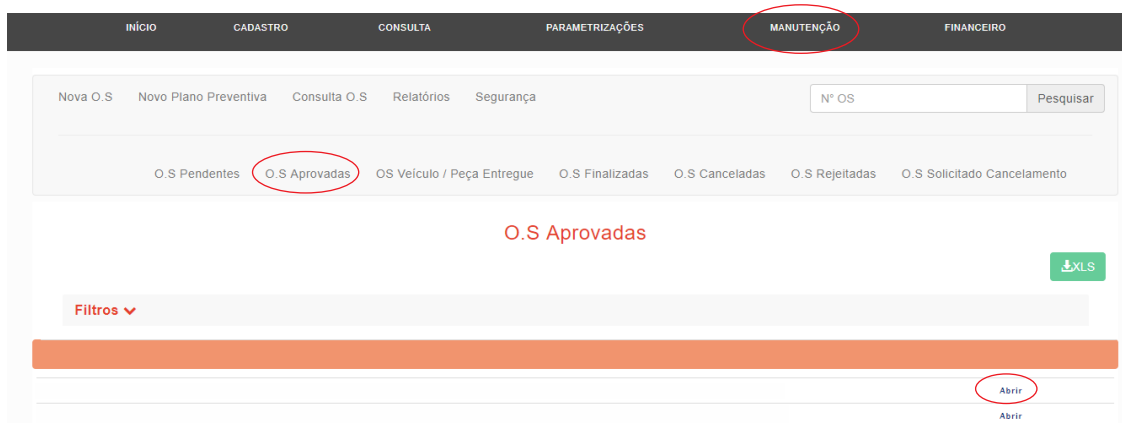 INÍCIO CADASTRO CONSULTA PARAMETRIZAÇÕES MANUTENÇÃO FINANCEIRO
Nova O.S Novo Plano Preventiva Consulta O.S Relatórios Segurança N° OS Pesquisar
O.S Pendentes O.S Aprovadas OS Veículo / Peça Entregue O.S Finalizadas O.S Canceladas O.S Rejeitadas O.S Solicitado Cancelamento
O.S Aprovadas
XLS
Filtros
Abrir
Abrir